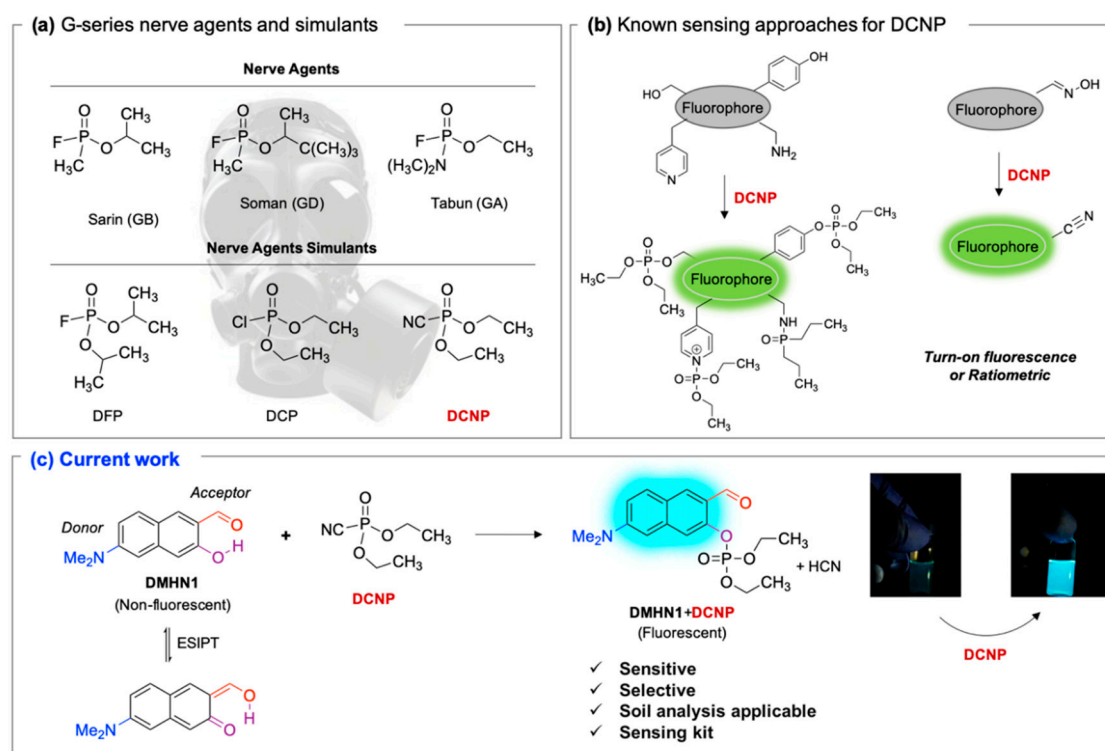 (a) G-series nerve agents and simulants
Nerve Agents
O
F P CH₃
H₃C O CH₃
Sarin (GB)
O CH₃
F P
H₃C O C(CH₃)₃
Soman (GD)
O
F P
(H₃C)₂N O CH₃
Tabun (GA)
Nerve Agents Simulants
O CH₃
F P
O O CH₃
H₃C CH₃
DFP
O
Cl P
O O CH₃
CH₃
DCP
O
NC P
O O CH₃
CH₃
DCNP
(b) Known sensing approaches for DCNP
OH
HO
Fluorophore
NH₂
N
DCNP
O CH₃
O-P-O
O CH₃
O
H₃C O P O
O
CH₃
Fluorophore
NH
O=P CH₃
CH₃
N
+
O=P-O CH₃
O
CH₃
Fluorophore
N OH
DCNP
Fluorophore
C N
Turn-on fluorescence
or Ratiometric
(c) Current work
Acceptor
Donor
O
H
O
Me₂N
DMHN1
(Non-fluorescent)
ESIPT
O
H
O
Me₂N
+
O
NC P O CH₃
O
CH₃
DCNP
O
Me₂N
O
O=P-O CH₃
O
CH₃
+ HCN
DMHN1+DCNP
(Fluorescent)
✓ Sensitive
✓ Selective
✓ Soil analysis applicable
✓ Sensing kit
DCNP